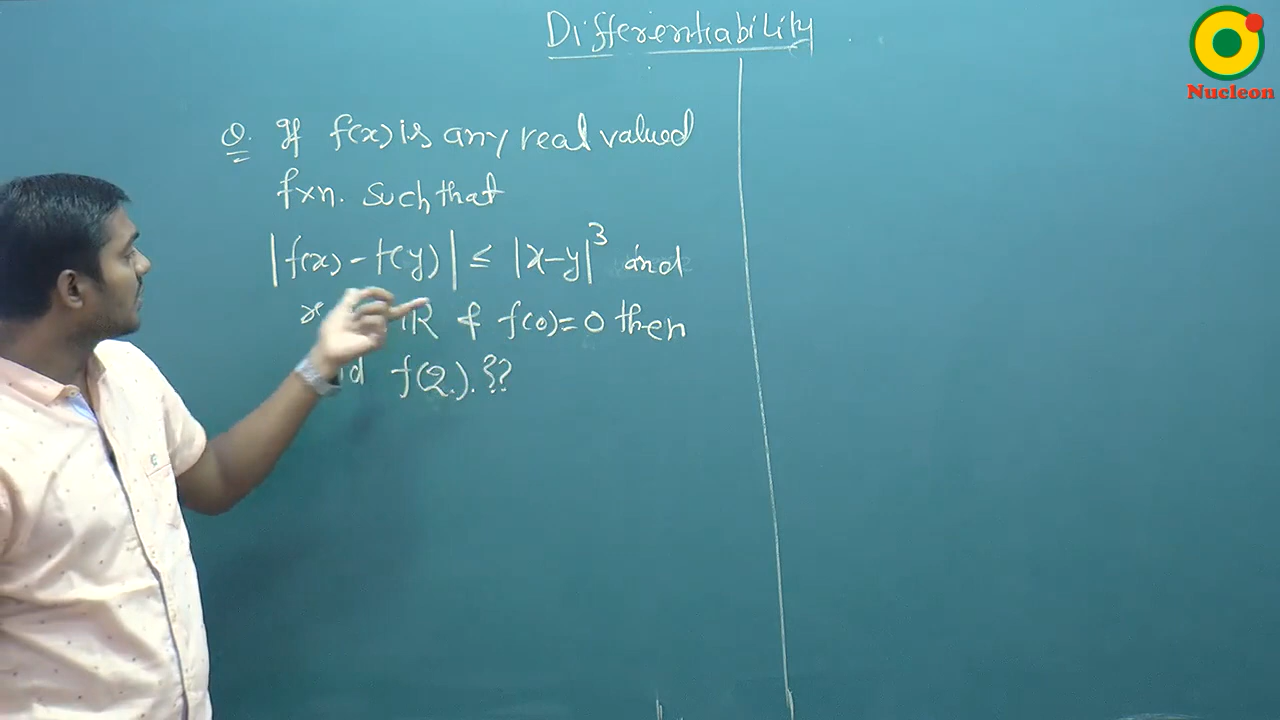 Differentiability
Nucleon
Q. If f(x) is any real valued
fxn. such that
|f(x) - f(y)| ≤ |x-y|³ and
ℝ & f(0)=0 then
f(2). ??